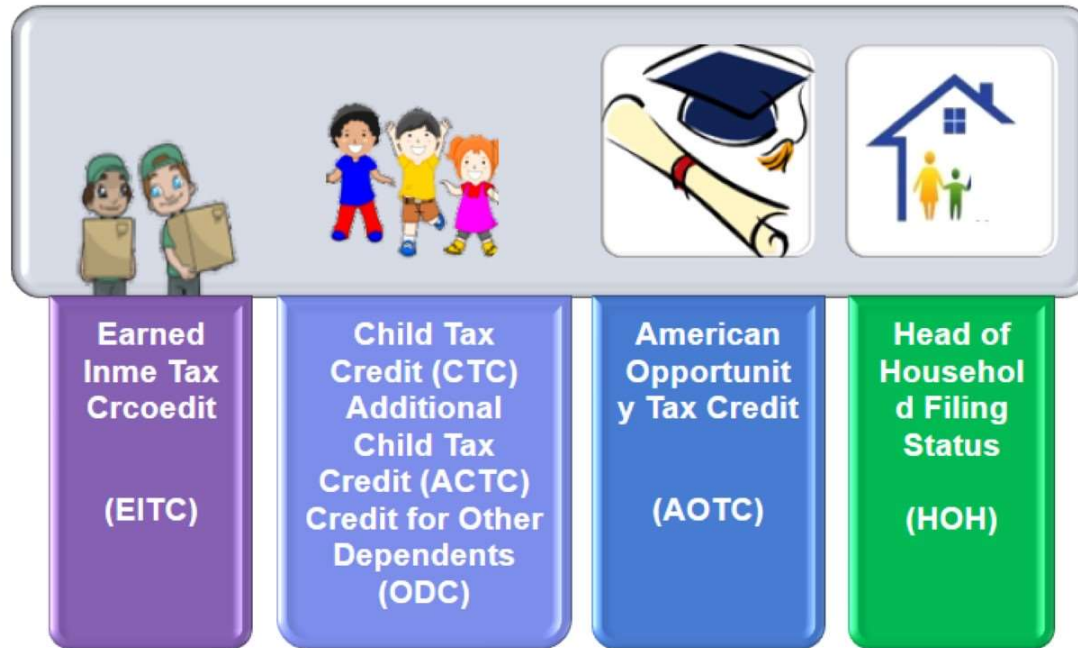 Earned
Inme Tax
Crcoedit
(EITC)
Child Tax
Credit (CTC)
Additional
Child Tax
Credit (ACTC)
Credit for Other
Dependents
(ODC)
American
Opportunit
y Tax Credit
(AOTC)
Head of
Househol
d Filing
Status
(HOH)